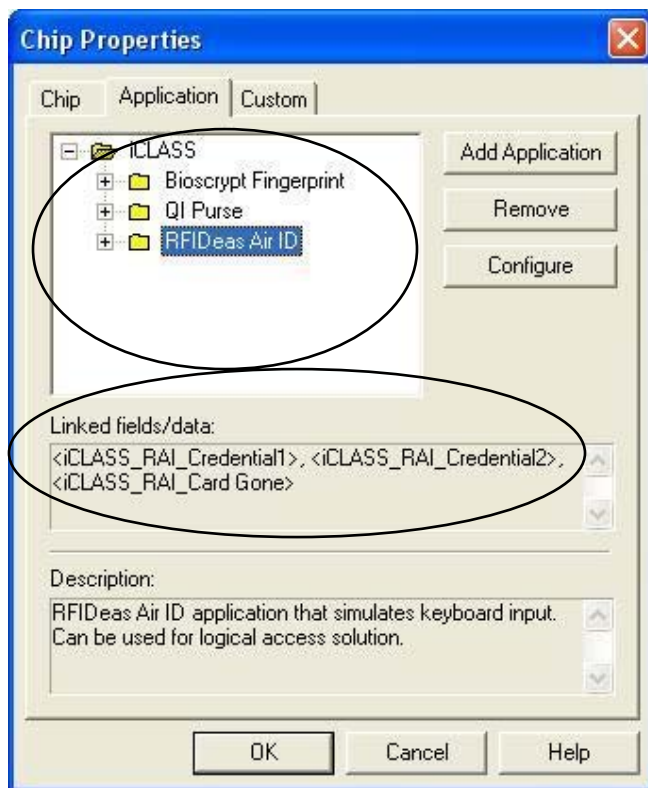 Chip Properties
Chip Application Custom
iCLASS
Bioscrypt Fingerprint
QI Purse
RFIDeas Air ID
Add Application
Remove
Configure
Linked fields/data:
<iCLASS_RAI_Credential1>, <iCLASS_RAI_Credential2>,
<iCLASS_RAI_Card Gone>
Description:
RFIDeas Air ID application that simulates keyboard input.
Can be used for logical access solution.
OK Cancel Help